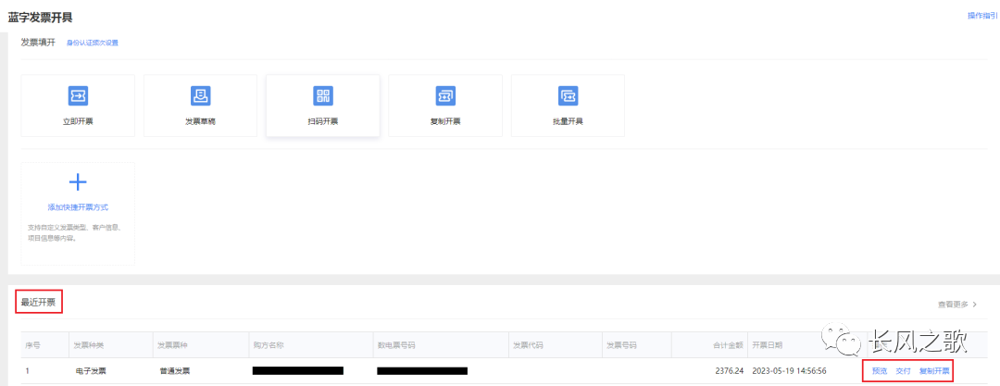 蓝字发票开具 操作指引
发票填开 身份认证频次设置
立即开票 发票草稿 扫码开票 复制开票 批量开具
添加快捷开票方式
支持自定义发票类型、客户信息、
项目信息等内容。
最近开票 查看更多
序号 发票种类 发票票种 购方名称 数电票号码 发票代码 发票号码 合计金额 开票日期
长风之歌
1 电子发票 普通发票 2376.24 2023-05-19 14:56:56 预览 交付 复制开票